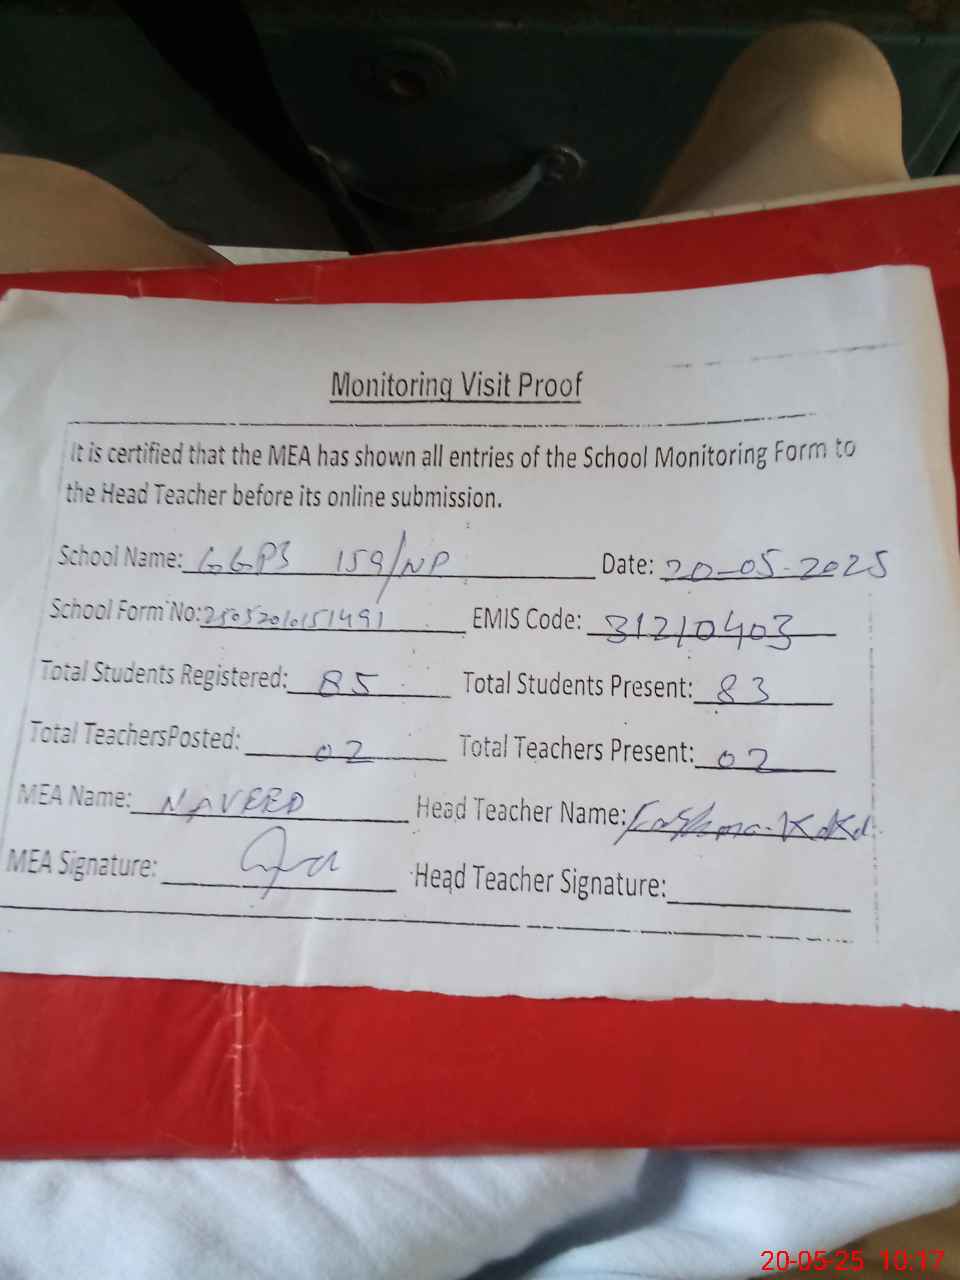 Monitoring Visit Proof
It is certified that the MEA has shown all entries of the School Monitoring Form to
the Head Teacher before its online submission.
School Name: GGPS 159/NP Date: 20-05-2025
School Form No: EMIS Code: 31210403
Total Students Registered: 85 Total Students Present: 83
Total TeachersPosted: 02 Total Teachers Present: 02
MEA Name: NAVEED Head Teacher Name:
MEA Signature: Head Teacher Signature:
20-05-25 10:17